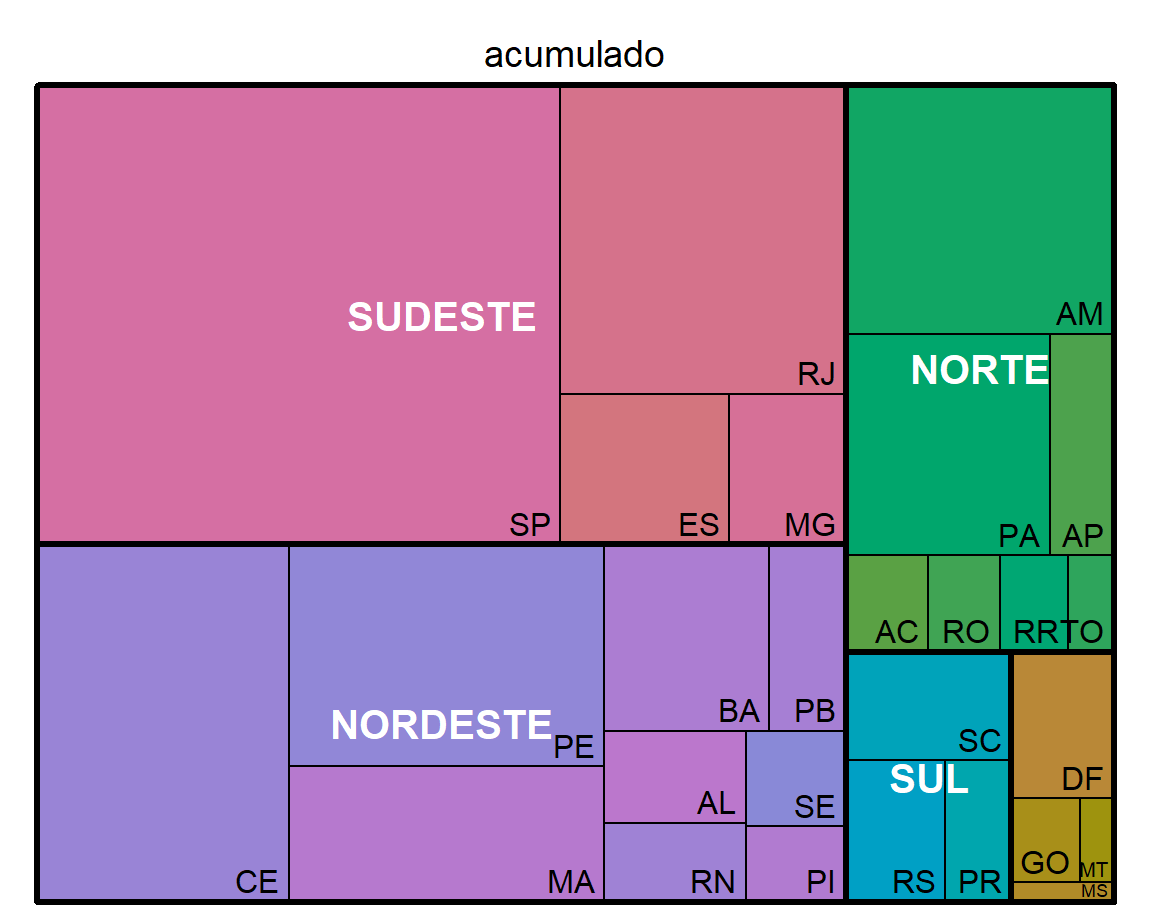 acumulado
SUDESTE
SP
RJ
ES
MG
NORDESTE
CE
PE
MA
BA
PB
AL
SE
RN
PI
NORTE
AM
PA
AP
AC
RO
RR
TO
SUL
SC
RS
PR
DF
GO
MT
MS